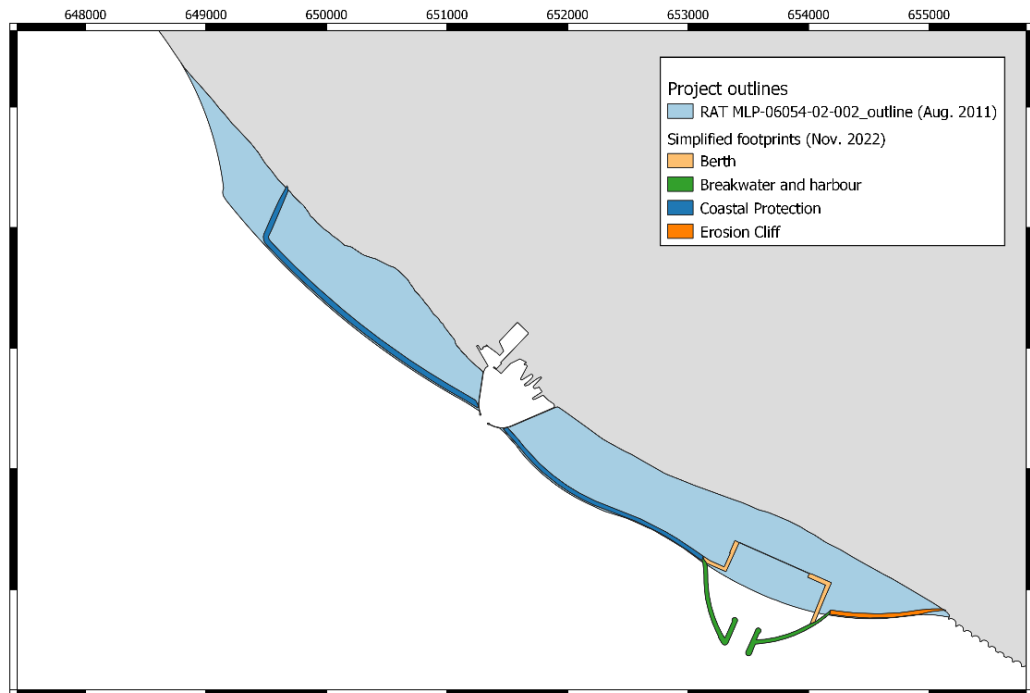 648000 649000 650000 651000 652000 653000 654000 655000
Project outlines
RAT MLP-06054-02-002_outline (Aug. 2011)
Simplified footprints (Nov. 2022)
Berth
Breakwater and harbour
Coastal Protection
Erosion Cliff